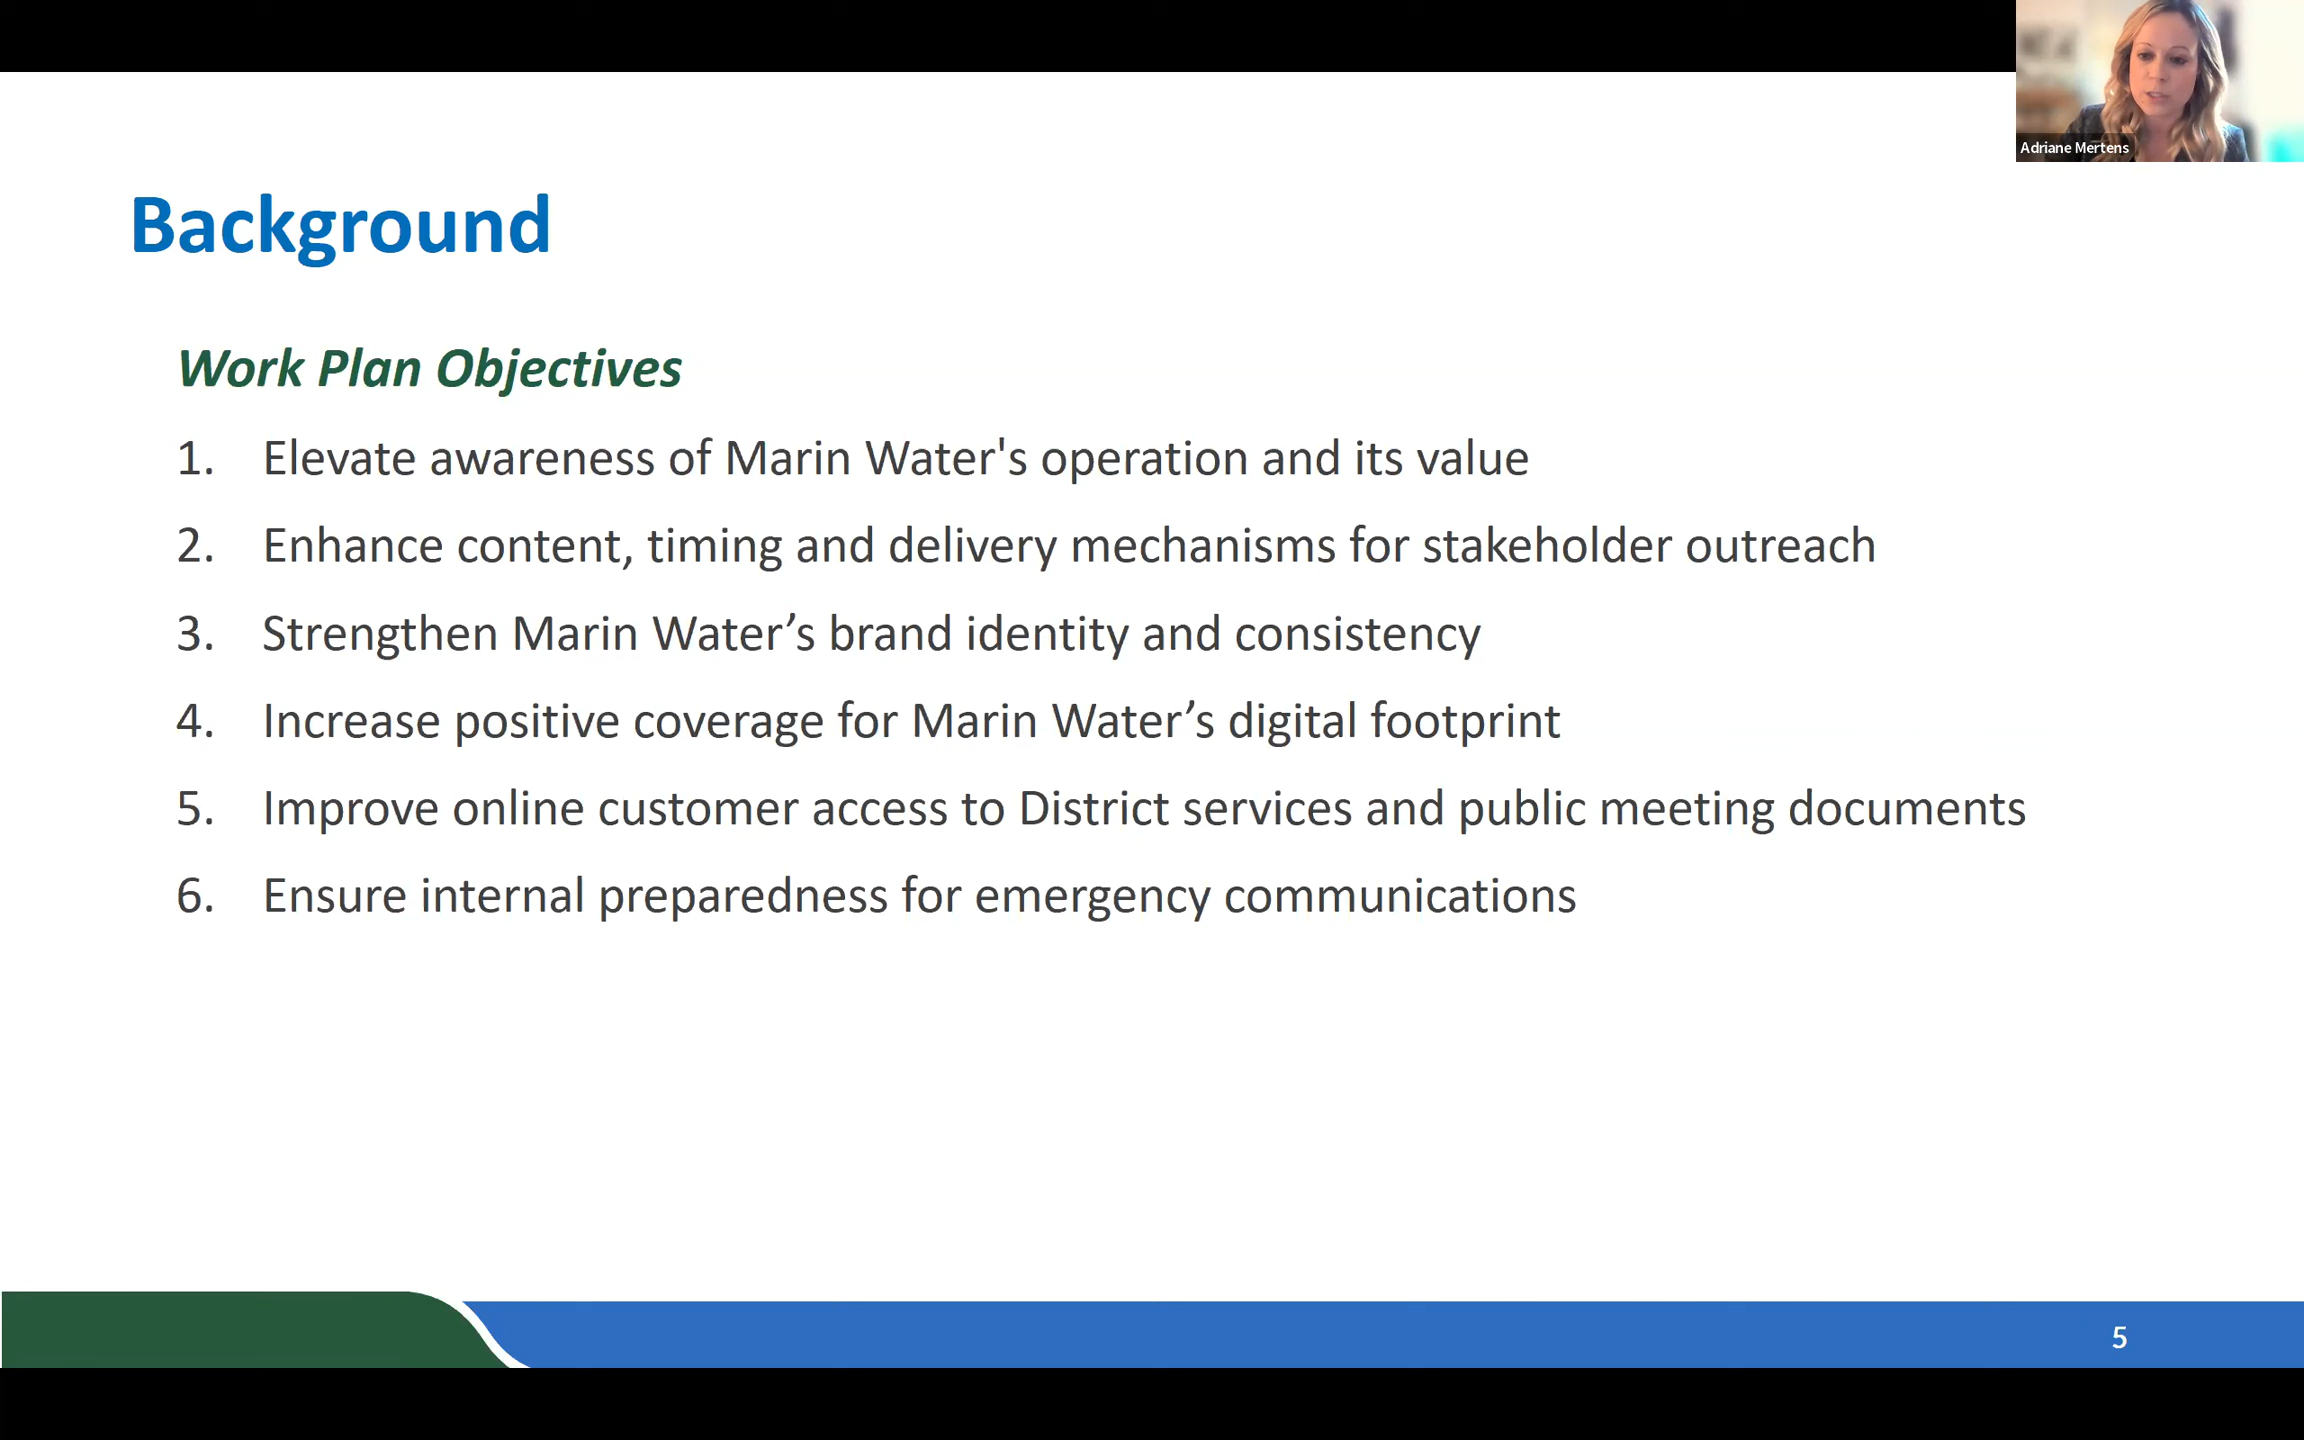 Adriane Mertens
Background
Work Plan Objectives
1. Elevate awareness of Marin Water's operation and its value
2. Enhance content, timing and delivery mechanisms for stakeholder outreach
3. Strengthen Marin Water’s brand identity and consistency
4. Increase positive coverage for Marin Water’s digital footprint
5. Improve online customer access to District services and public meeting documents
6. Ensure internal preparedness for emergency communications
5